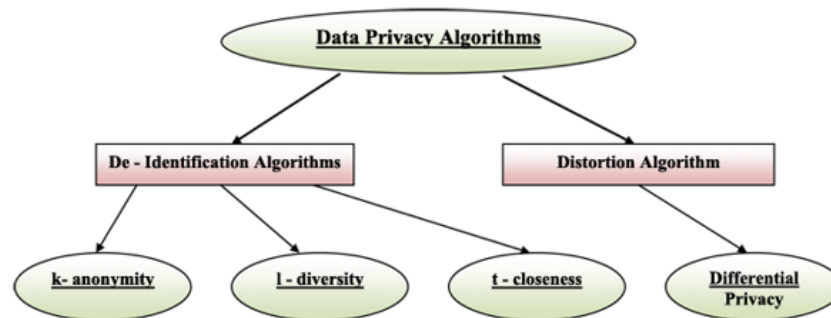 Data Privacy Algorithms
De - Identification Algorithms
Distortion Algorithm
k- anonymity
l - diversity
t - closeness
Differential
Privacy